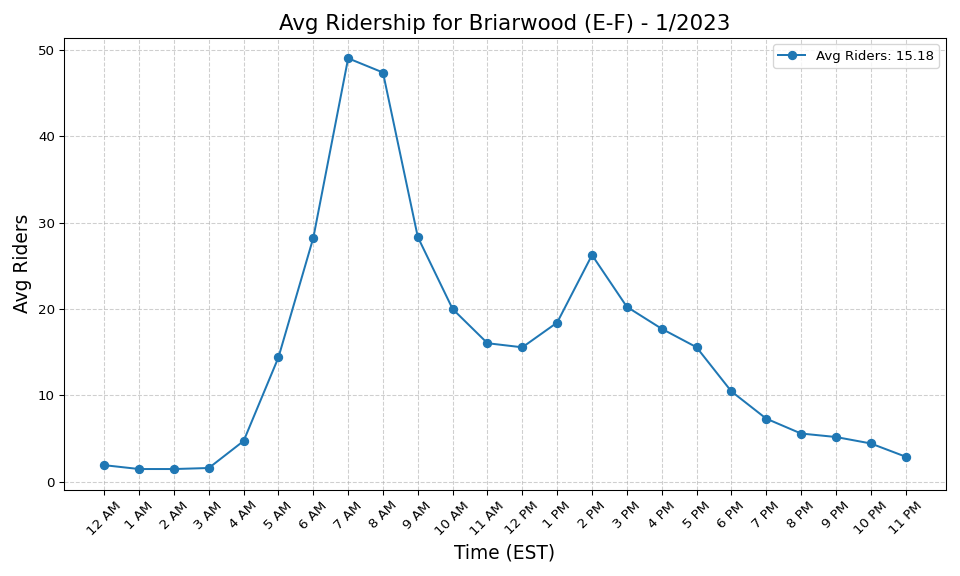 Avg Ridership for Briarwood (E-F) - 1/2023
Avg Riders: 15.18
50
40
30
20
10
0
Avg Riders
12 AM
1 AM
2 AM
3 AM
4 AM
5 AM
6 AM
7 AM
8 AM
9 AM
10 AM
11 AM
12 PM
1 PM
2 PM
3 PM
4 PM
5 PM
6 PM
7 PM
8 PM
9 PM
10 PM
11 PM
Time (EST)